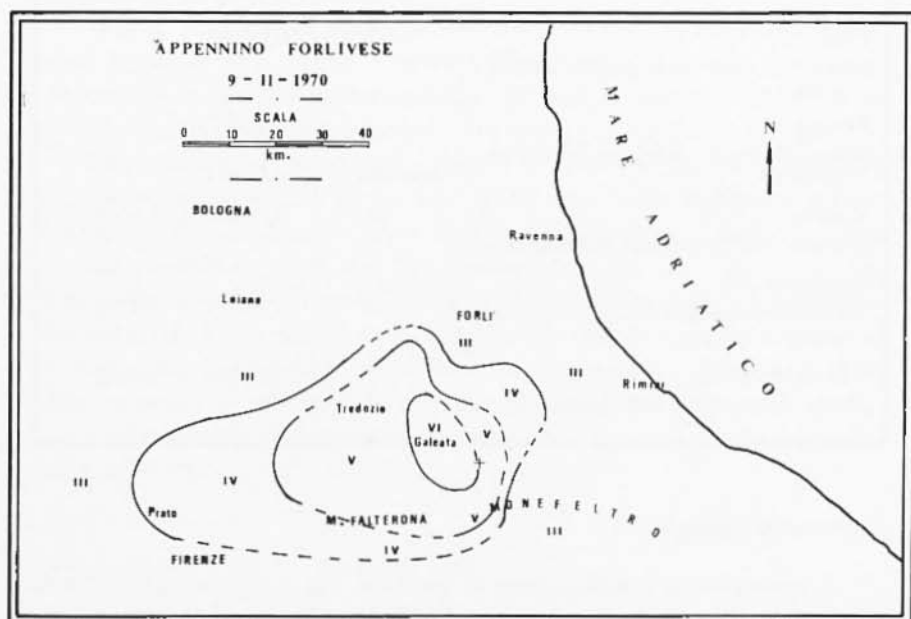 APPENNINO FORLIVESE
9 - 11 - 1970
SCALA
0 10 20 30 40
km.
N
MARE ADRIATICO
BOLOGNA
Ravenna
Loiano
FORLI'
III
III
III
Rimini
IV
Tredozio
VI
Galeata
V
V
III
IV
Prato
M. FALTERONA
V
MONEFELTRO
III
IV
FIRENZE